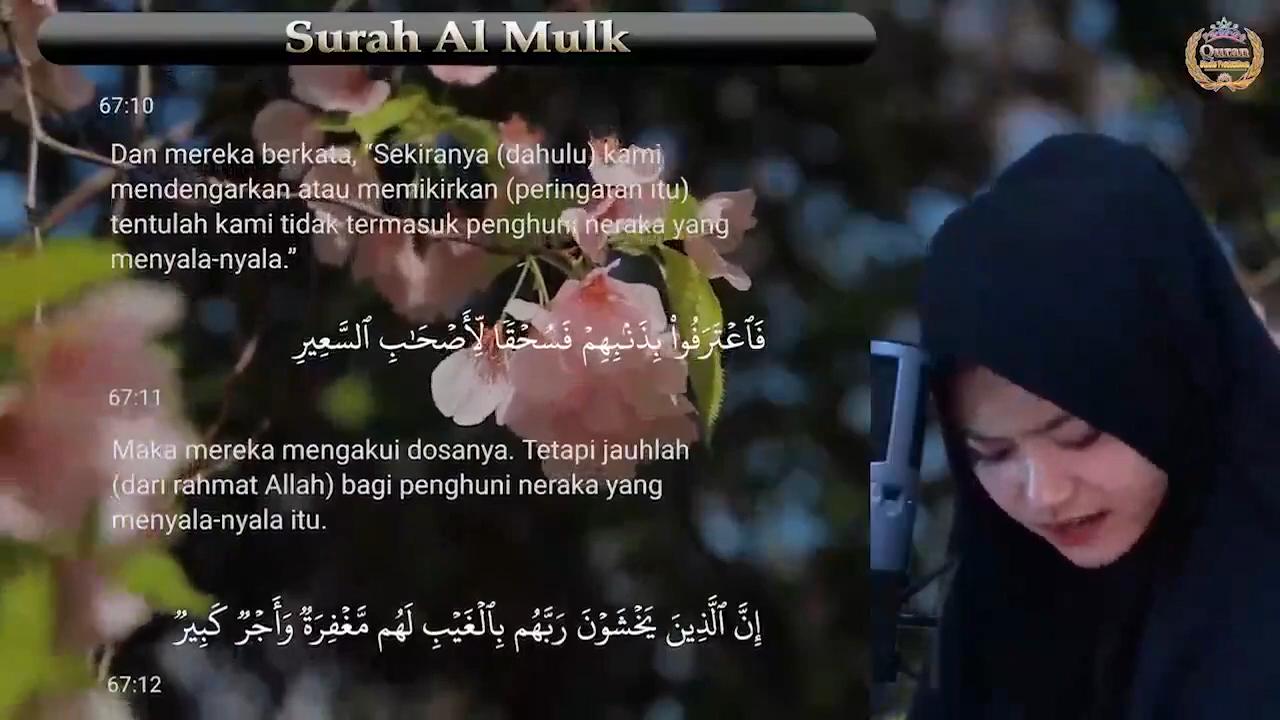 Surah Al Mulk
Quran
67:10
Dan mereka berkata, “Sekiranya (dahulu) kami
mendengarkan atau memikirkan (peringatan itu)
tentulah kami tidak termasuk penghuni neraka yang
menyala-nyala.”
فَٱعْتَرَفُوا۟ بِذَنۢبِهِمْ فَسُحْقًا لِّأَصْحَـٰبِ ٱلسَّعِيرِ
67:11
Maka mereka mengakui dosanya. Tetapi jauhlah
(dari rahmat Allah) bagi penghuni neraka yang
menyala-nyala itu.
إِنَّ ٱلَّذِينَ يَخْشَوْنَ رَبَّهُم بِٱلْغَيْبِ لَهُم مَّغْفِرَةٌ وَأَجْرٌ كَبِيرٌ
67:12